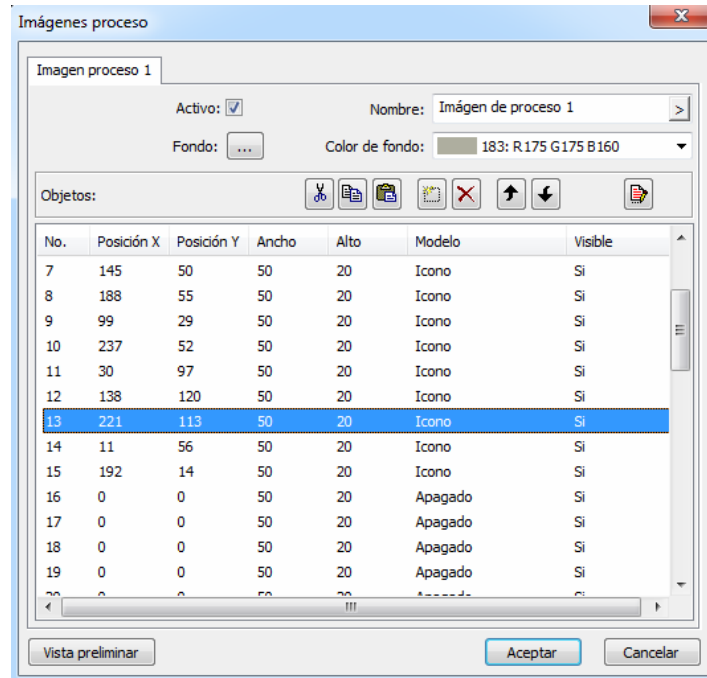 Imágenes proceso
Imagen proceso 1
Activo: Nombre: Imágen de proceso 1 >
Fondo: ... Color de fondo: 183: R175 G175 B160
Objetos:
No. Posición X Posición Y Ancho Alto Modelo Visible
7 145 50 50 20 Icono Si
8 188 55 50 20 Icono Si
9 99 29 50 20 Icono Si
10 237 52 50 20 Icono Si
11 30 97 50 20 Icono Si
12 138 120 50 20 Icono Si
13 221 113 50 20 Icono Si
14 11 56 50 20 Icono Si
15 192 14 50 20 Icono Si
16 0 0 50 20 Apagado Si
17 0 0 50 20 Apagado Si
18 0 0 50 20 Apagado Si
19 0 0 50 20 Apagado Si
Vista preliminar Aceptar Cancelar